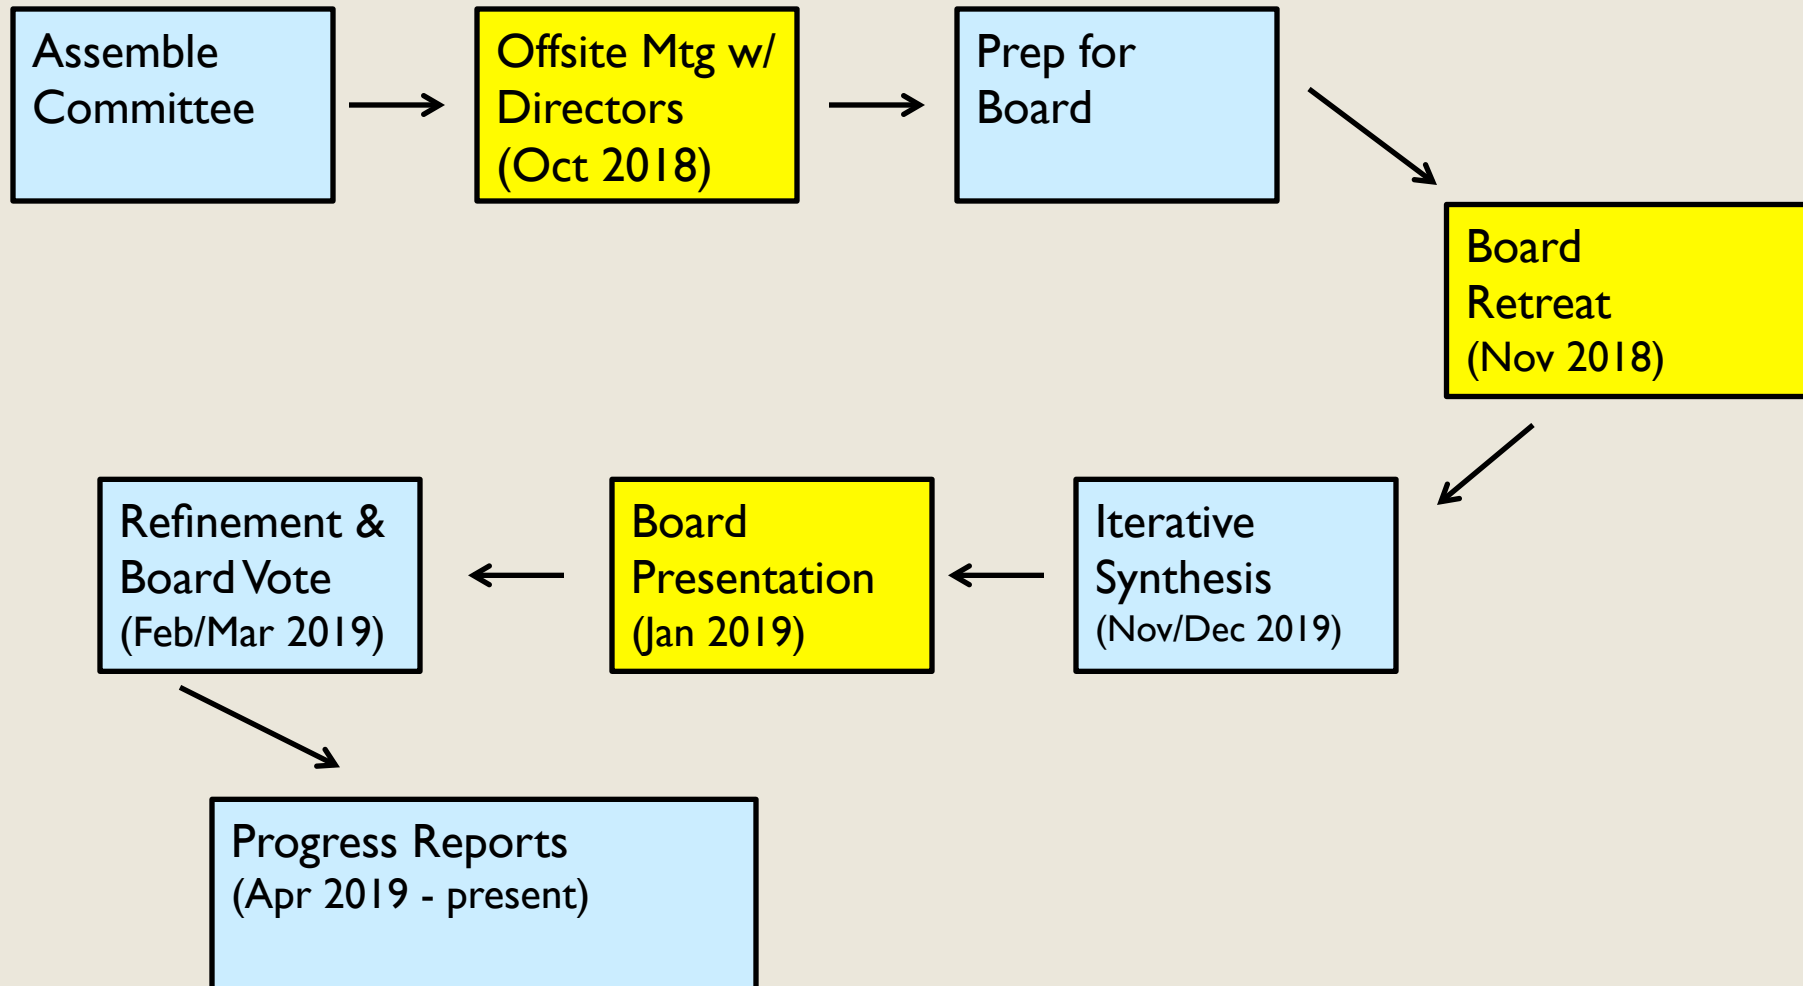 Assemble
Committee
Offsite Mtg w/
Directors
(Oct 2018)
Prep for
Board
Board
Retreat
(Nov 2018)
Iterative
Synthesis
(Nov/Dec 2019)
Board
Presentation
(Jan 2019)
Refinement &
Board Vote
(Feb/Mar 2019)
Progress Reports
(Apr 2019 - present)